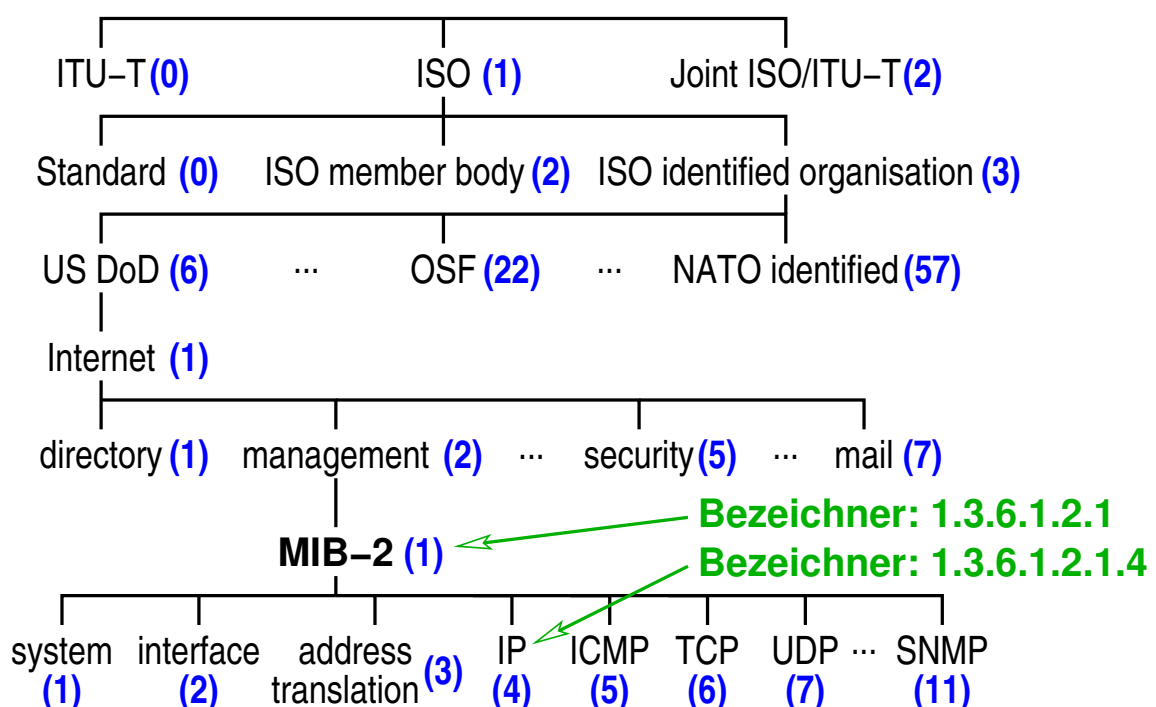 ITU–T (0) ISO (1) Joint ISO/ITU–T (2)
Standard (0) ISO member body (2) ISO identified organisation (3)
US DoD (6) ... OSF (22) ... NATO identified (57)
Internet (1)
directory (1) management (2) ... security (5) ... mail (7)
Bezeichner: 1.3.6.1.2.1
MIB–2 (1)
Bezeichner: 1.3.6.1.2.1.4
system interface address IP ICMP TCP UDP ... SNMP
(1) (2) translation (3) (4) (5) (6) (7) (11)